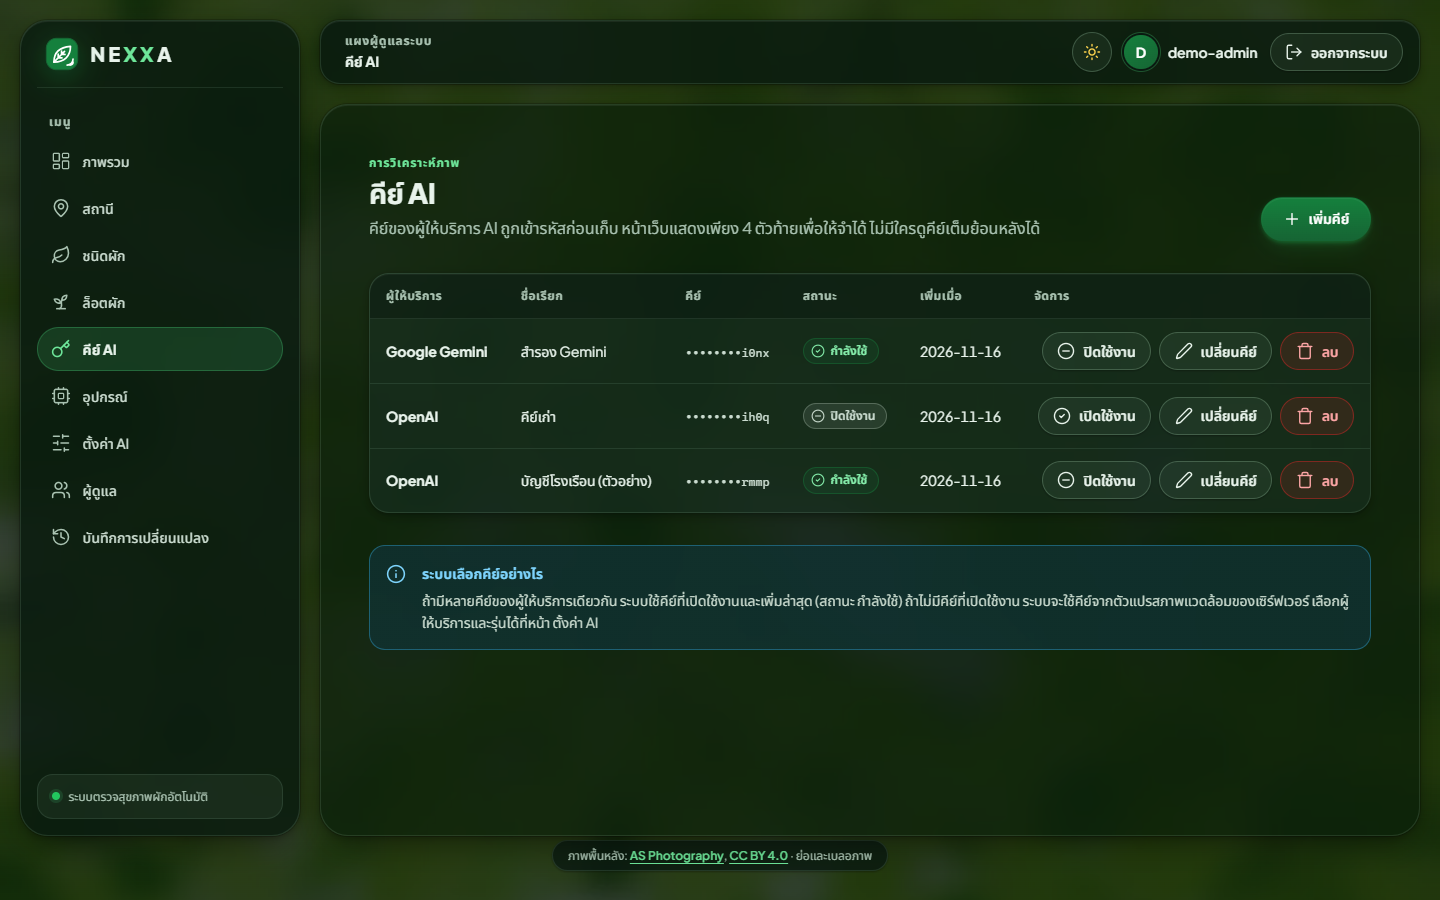 NEXXA
เมนู
ภาพรวม
สถานี
ชนิดผัก
ล็อตผัก
คีย์ AI
อุปกรณ์
ตั้งค่า AI
ผู้ดูแล
บันทึกการเปลี่ยนแปลง
ระบบตรวจสุขภาพผักอัตโนมัติ
แผงผู้ดูแลระบบ
คีย์ AI
D demo-admin ออกจากระบบ
การวิเคราะห์ภาพ
คีย์ AI
คีย์ของผู้ให้บริการ AI ถูกเข้ารหัสก่อนเก็บ หน้าเว็บแสดงเพียง 4 ตัวท้ายเพื่อให้จำได้ ไม่มีใครดูคีย์เต็มย้อนหลังได้
เพิ่มคีย์
ผู้ให้บริการ ชื่อเรียก คีย์ สถานะ เพิ่มเมื่อ จัดการ
Google Gemini สำรอง Gemini ••••••••i0nx กำลังใช้ 2026-11-16 ปิดใช้งาน เปลี่ยนคีย์ ลบ
OpenAI คีย์เก่า ••••••••ih0q ปิดใช้งาน 2026-11-16 เปิดใช้งาน เปลี่ยนคีย์ ลบ
OpenAI บัญชีโรงเรือน (ตัวอย่าง) ••••••••rmmp กำลังใช้ 2026-11-16 ปิดใช้งาน เปลี่ยนคีย์ ลบ
ระบบเลือกคีย์อย่างไร
ถ้ามีหลายคีย์ของผู้ให้บริการเดียวกัน ระบบใช้คีย์ที่เปิดใช้งานและเพิ่มล่าสุด (สถานะ กำลังใช้) ถ้าไม่มีคีย์ที่เปิดใช้งาน ระบบจะใช้คีย์จากตัวแปรสภาพแวดล้อมของเซิร์ฟเวอร์ เลือกผู้
ให้บริการและรุ่นได้ที่หน้า ตั้งค่า AI
ภาพพื้นหลัง: AS Photography, CC BY 4.0 · ย่อและเบลอภาพ